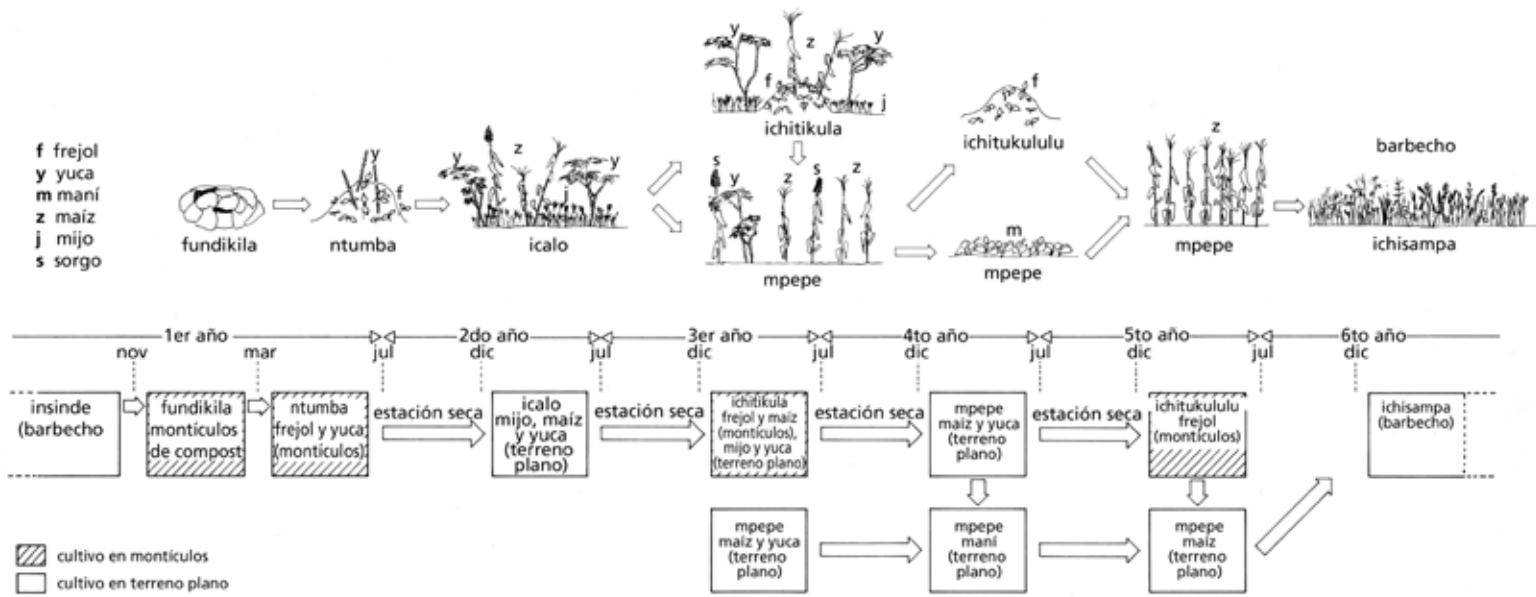 y
z
y
f
j
ichitikula
f
ichitukululu
z
barbecho
f frejol
y yuca
m maní
z maíz
j mijo
s sorgo
fundikila
y
f
ntumba
y
z
y
j
icalo
s
y
z
s
z
mpepe
m
mpepe
mpepe
ichisampa
1er año
2do año
3er año
4to año
5to año
6to año
nov
mar
jul
dic
jul
dic
jul
dic
jul
dic
jul
dic
insinde
(barbecho
fundikila
montículos
de compost
ntumba
frejol y yuca
(montículos)
estación seca
icalo
mijo, maíz
y yuca
(terreno
plano)
estación seca
ichitikula
frejol y maíz
(montículos),
mijo y yuca
(terreno plano)
estación seca
mpepe
maíz y yuca
(terreno
plano)
estación seca
ichitukululu
frejol
(montículos)
ichisampa
(barbecho)
mpepe
maíz y yuca
(terreno
plano)
mpepe
maní
(terreno
plano)
mpepe
maíz
(terreno
plano)
cultivo en montículos
cultivo en terreno plano